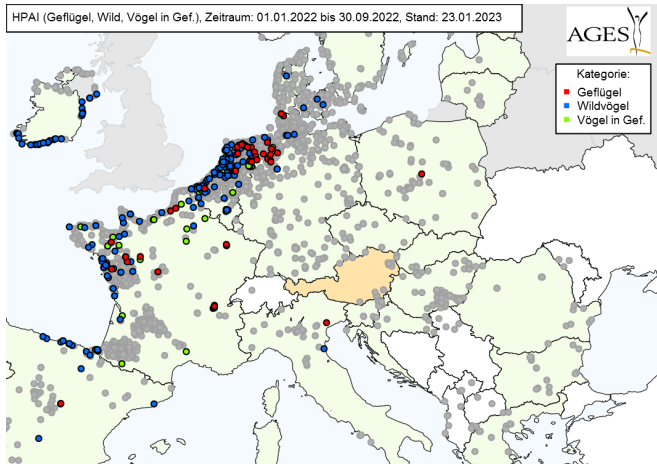 HPAI (Geflügel, Wild, Vögel in Gef.), Zeitraum: 01.01.2022 bis 30.09.2022, Stand: 23.01.2023
AGES
Kategorie:
Geflügel
Wildvögel
Vögel in Gef.